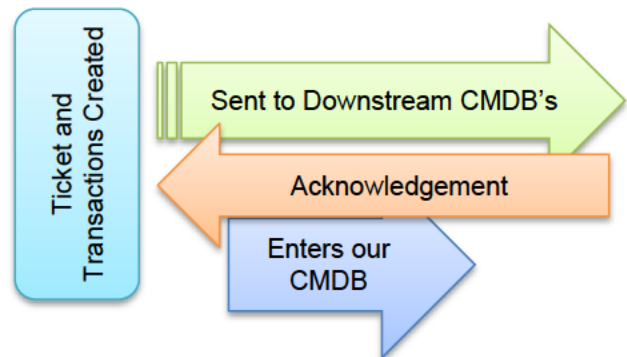 Ticket and
Transactions Created
Sent to Downstream CMDB's
Acknowledgement
Enters our
CMDB